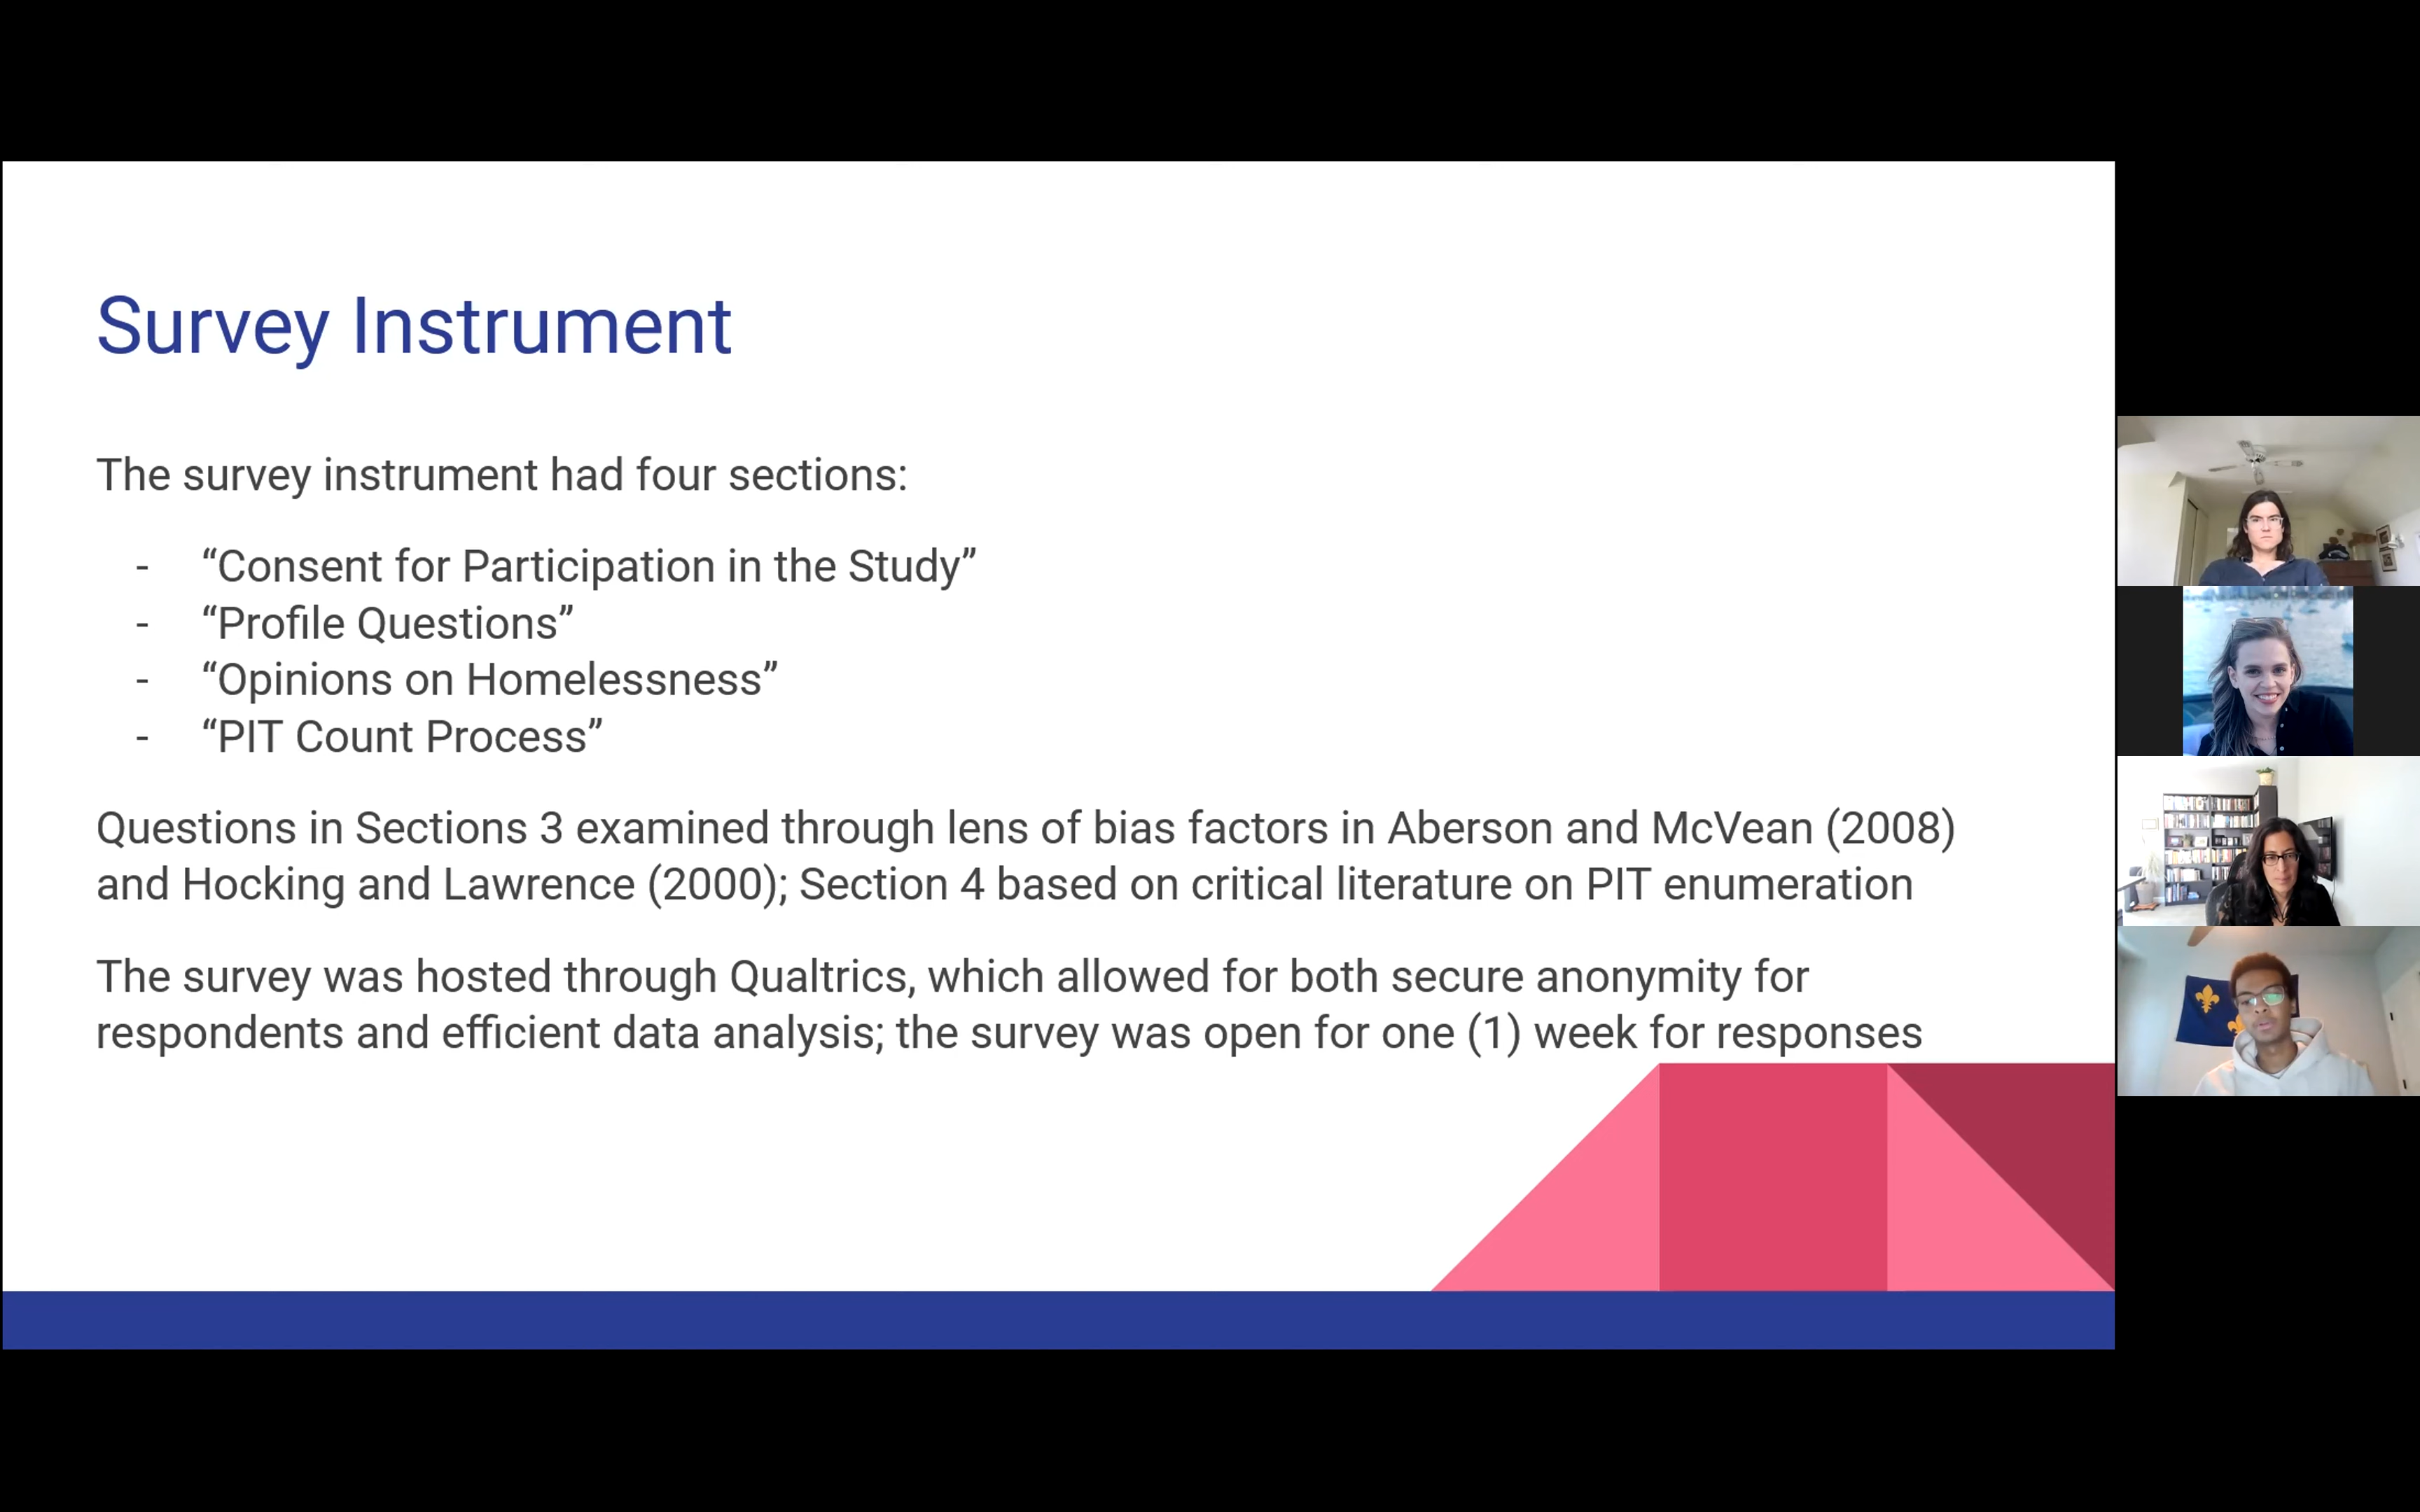 Survey Instrument
The survey instrument had four sections:
- “Consent for Participation in the Study”
- “Profile Questions”
- “Opinions on Homelessness”
- “PIT Count Process”
Questions in Sections 3 examined through lens of bias factors in Aberson and McVean (2008)
and Hocking and Lawrence (2000); Section 4 based on critical literature on PIT enumeration
The survey was hosted through Qualtrics, which allowed for both secure anonymity for
respondents and efficient data analysis; the survey was open for one (1) week for responses